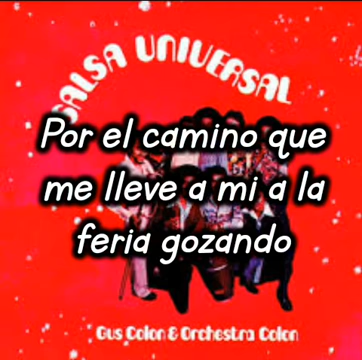 SALSA UNIVERSAL
Por el camino que
me lleve a mi a la
feria gozando
Gus Colon & Orchestra Colon